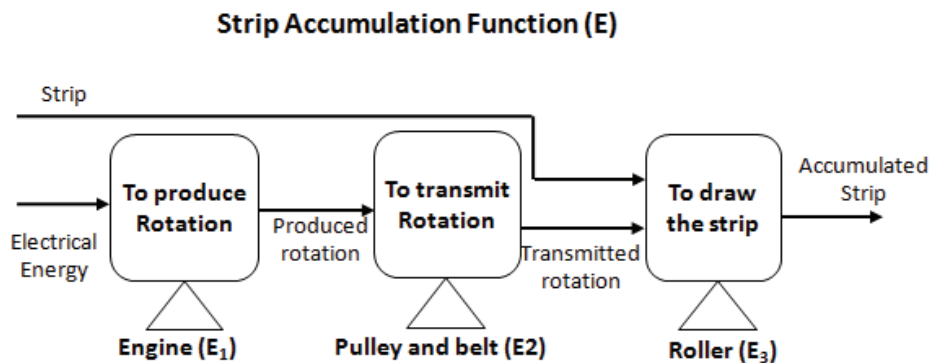 Strip Accumulation Function (E)
Strip
To produce
Rotation
To transmit
Rotation
To draw
the strip
Accumulated
Strip
Electrical
Energy
Produced
rotation
Transmitted
rotation
Engine (E₁)
Pulley and belt (E2)
Roller (E₃)